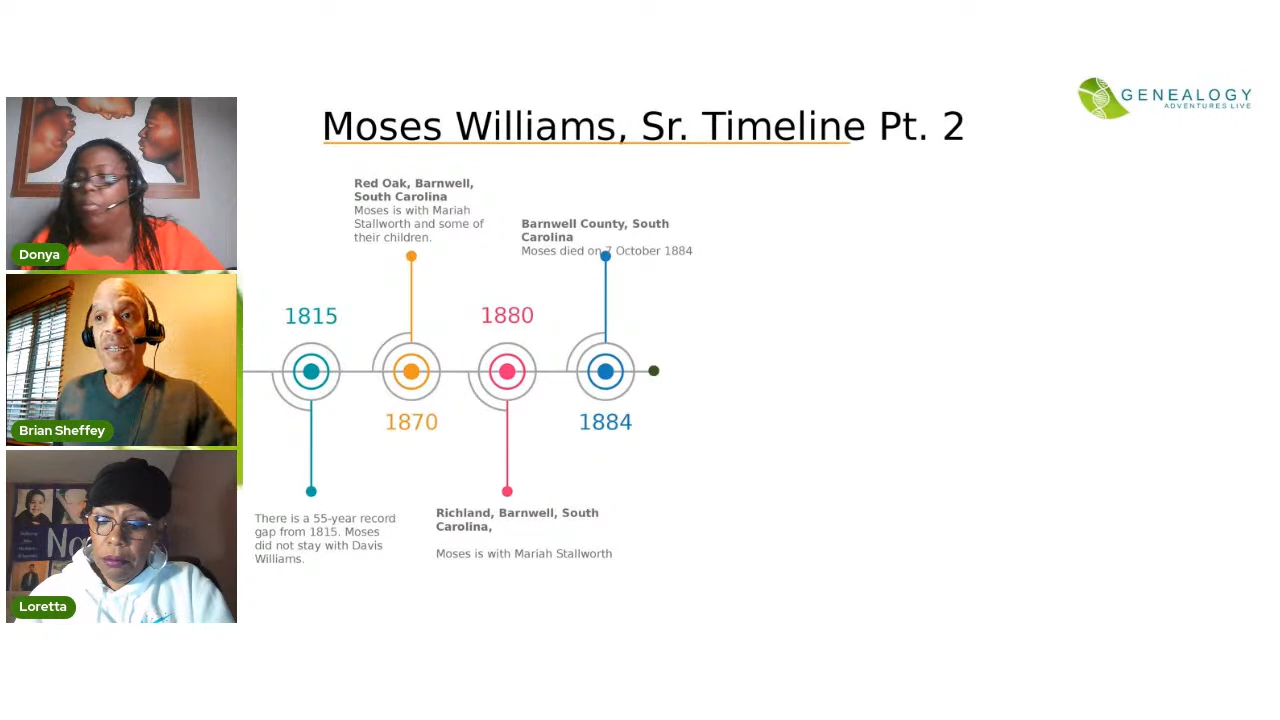 GENEALOGY
ADVENTURES LIVE
Moses Williams, Sr. Timeline Pt. 2
Red Oak, Barnwell,
South Carolina
Moses is with Mariah
Stallworth and some of
their children.
Barnwell County, South
Carolina
Moses died on 7 October 1884
1815
1880
1870
1884
There is a 55-year record
gap from 1815. Moses
did not stay with Davis
Williams.
Richland, Barnwell, South
Carolina,
Moses is with Mariah Stallworth
Donya
Brian Sheffey
Na
Loretta